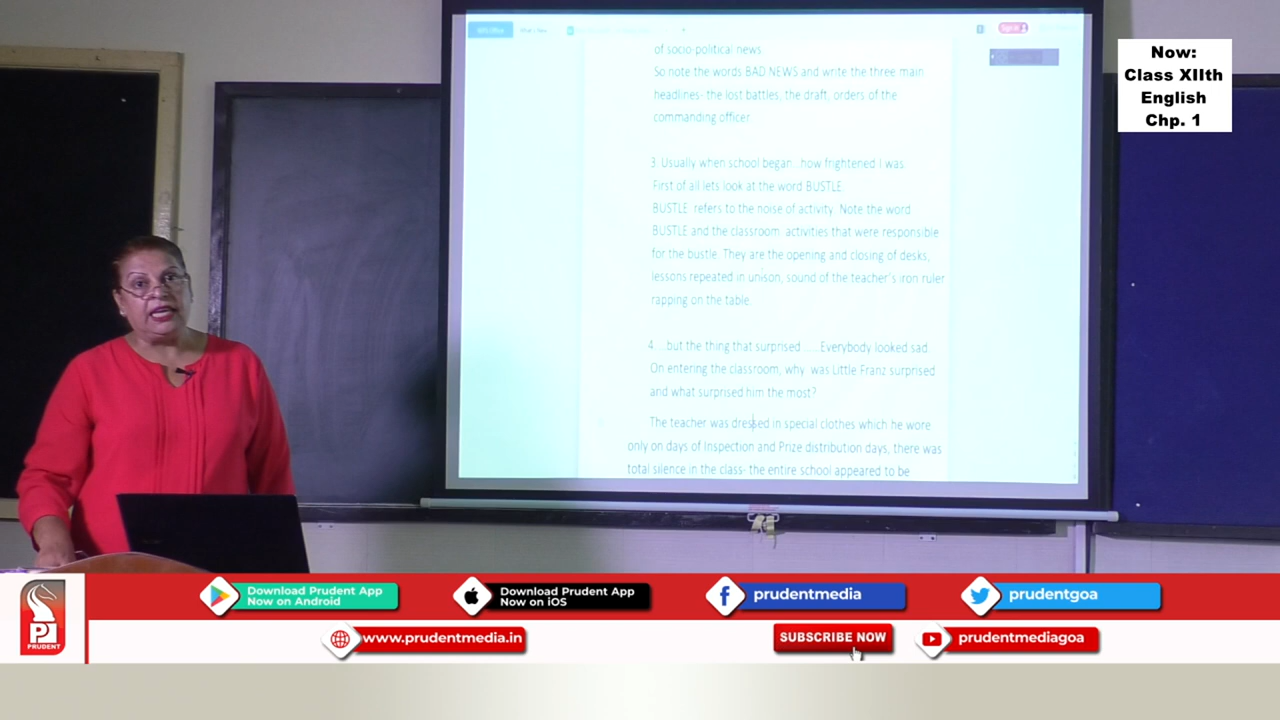 Now:
Class XIIth
English
Chp. 1
What's New
Sign in
of socio-political news.
So note the words BAD NEWS and write the three main
headlines- the lost battles, the draft, orders of the
commanding officer
3. Usually when school began...how frightened I was.
First of all lets look at the word BUSTLE.
BUSTLE refers to the noise of activity. Note the word
BUSTLE and the classroom activities that were responsible
for the bustle. They are the opening and closing of desks,
lessons repeated in unison, sound of the teacher's iron ruler
rapping on the table.
4....but the thing that surprised .....Everybody looked sad
On entering the classroom, why was Little Franz surprised
and what surprised him the most?
The teacher was dressed in special clothes which he wore
only on days of Inspection and Prize distribution days, there was
total silence in the class- the entire school appeared to be
PRUDENT
Download Prudent App
Now on Android
Download Prudent App
Now on iOS
prudentmedia
prudentgoa
www.prudentmedia.in
SUBSCRIBE NOW
prudentmediagoa